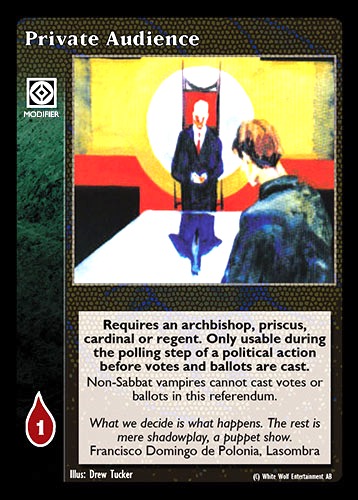 Private Audience
MODIFIER
Requires an archbishop, priscus,
cardinal or regent. Only usable during
the polling step of a political action
before votes and ballots are cast.
Non-Sabbat vampires cannot cast votes or
ballots in this referendum.
What we decide is what happens. The rest is
mere shadowplay, a puppet show.
Francisco Domingo de Polonia, Lasombra
1
Illus: Drew Tucker
(C) White Wolf Entertainment AB